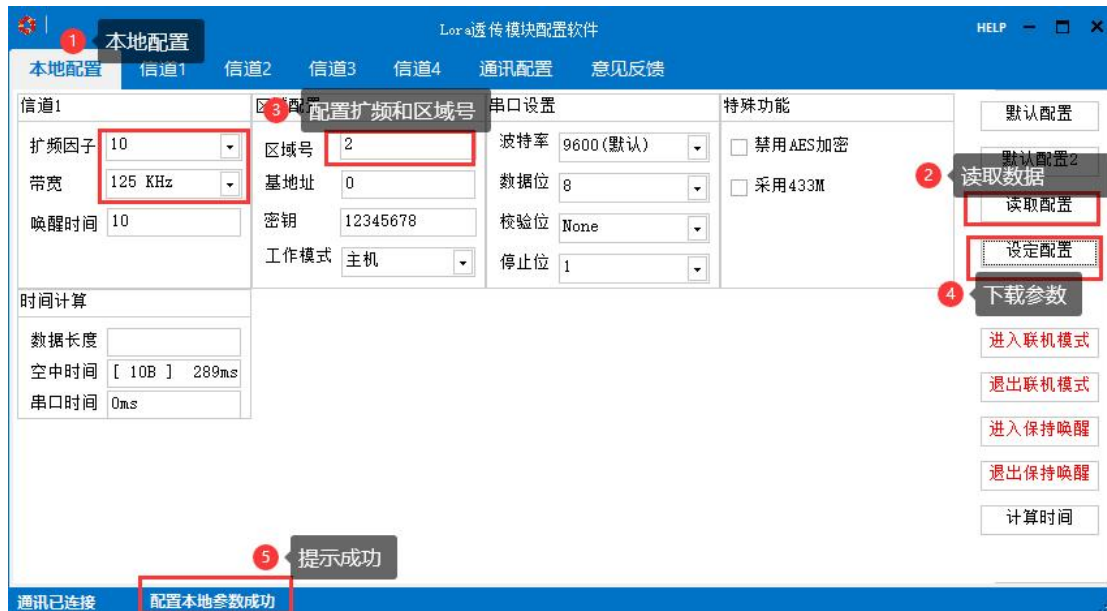 Lora透传模块配置软件
HELP
1 本地配置
本地配置 信道1 信道2 信道3 信道4 通讯配置 意见反馈
信道1
扩频因子 10
带宽 125 KHz
唤醒时间 10
3 配置扩频和区域号
区域号 2
基地址 0
密钥 12345678
工作模式 主机
串口设置
波特率 9600(默认)
数据位 8
校验位 None
停止位 1
特殊功能
禁用AES加密
采用433M
默认配置
默认配置2
2 读取数据
读取配置
设定配置
4 下载参数
进入联机模式
退出联机模式
进入保持唤醒
退出保持唤醒
计算时间
时间计算
数据长度
空中时间 [ 10B ] 289ms
串口时间 0ms
5 提示成功
通讯已连接 配置本地参数成功